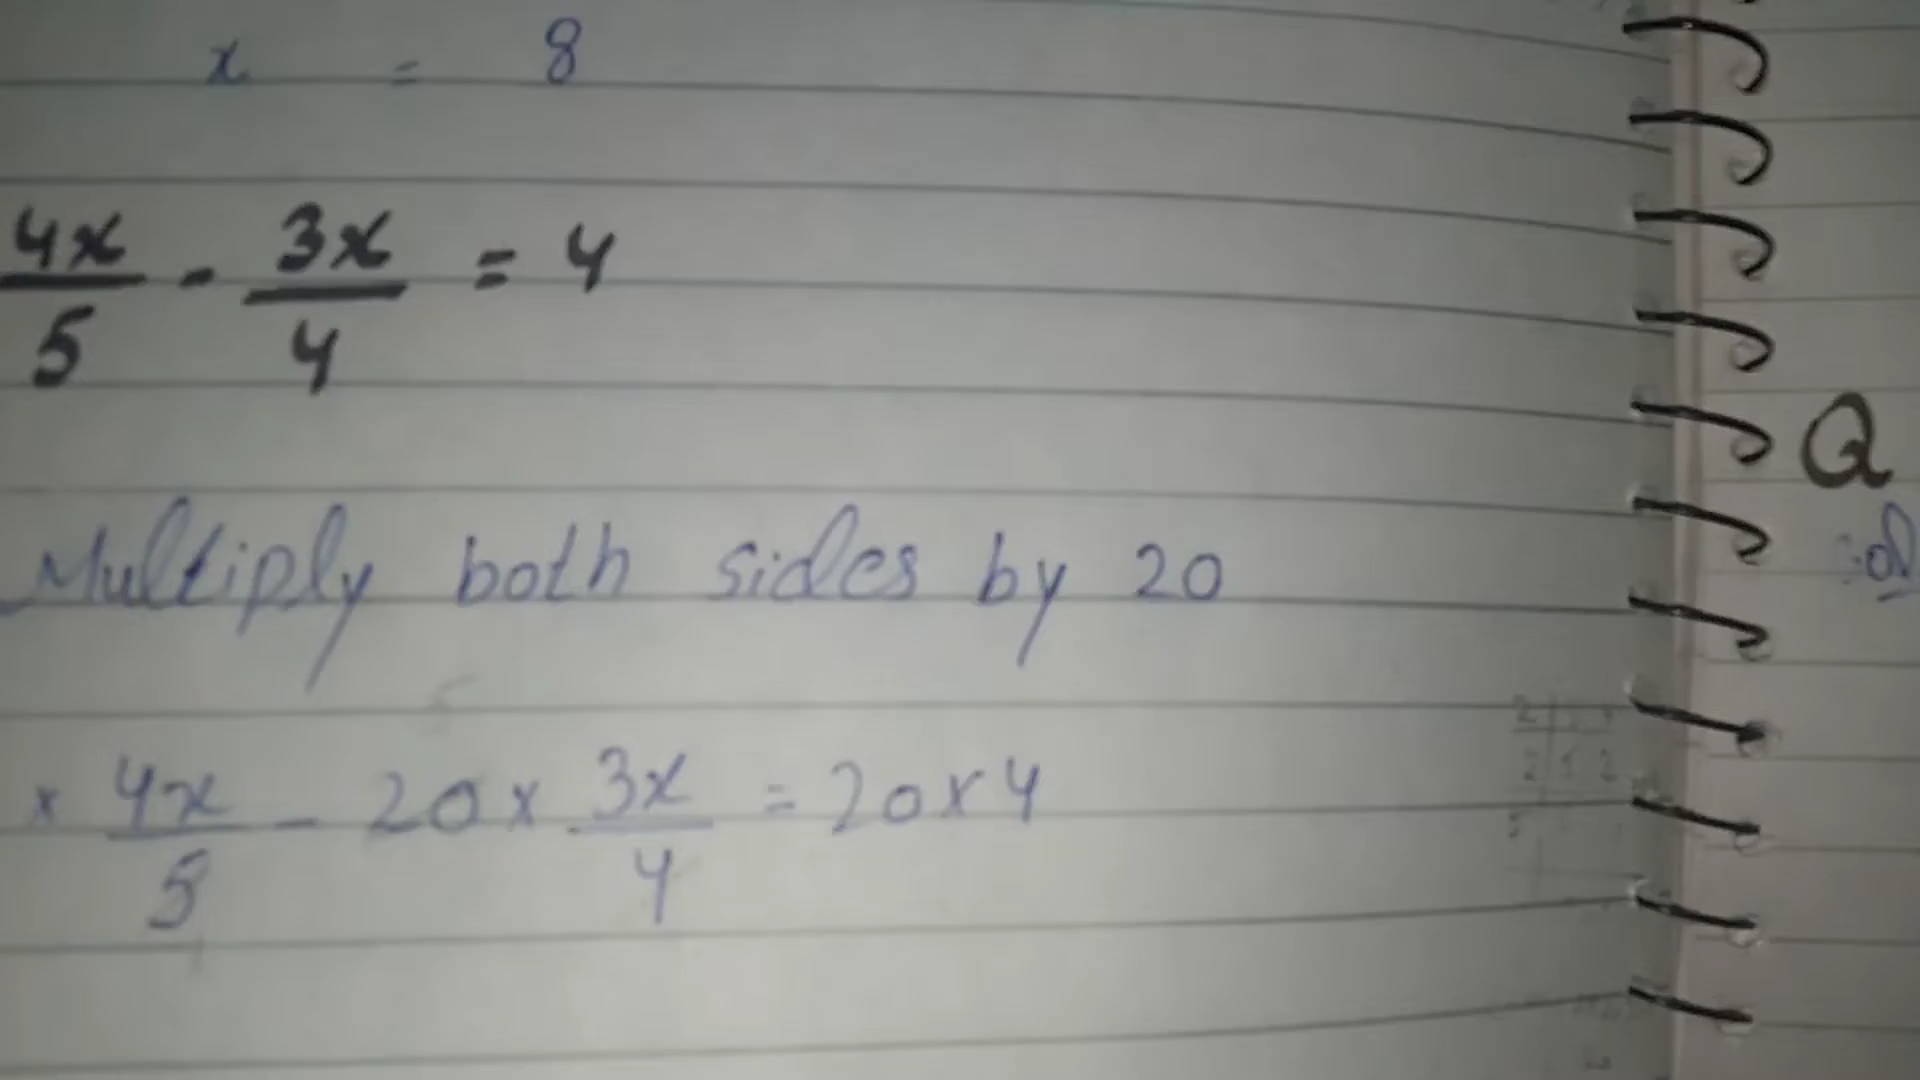 x = 8
4x/5 - 3x/4 = 4
Multiply both sides by 20
× 4x/5 - 20 × 3x/4 = 20 × 4
Q